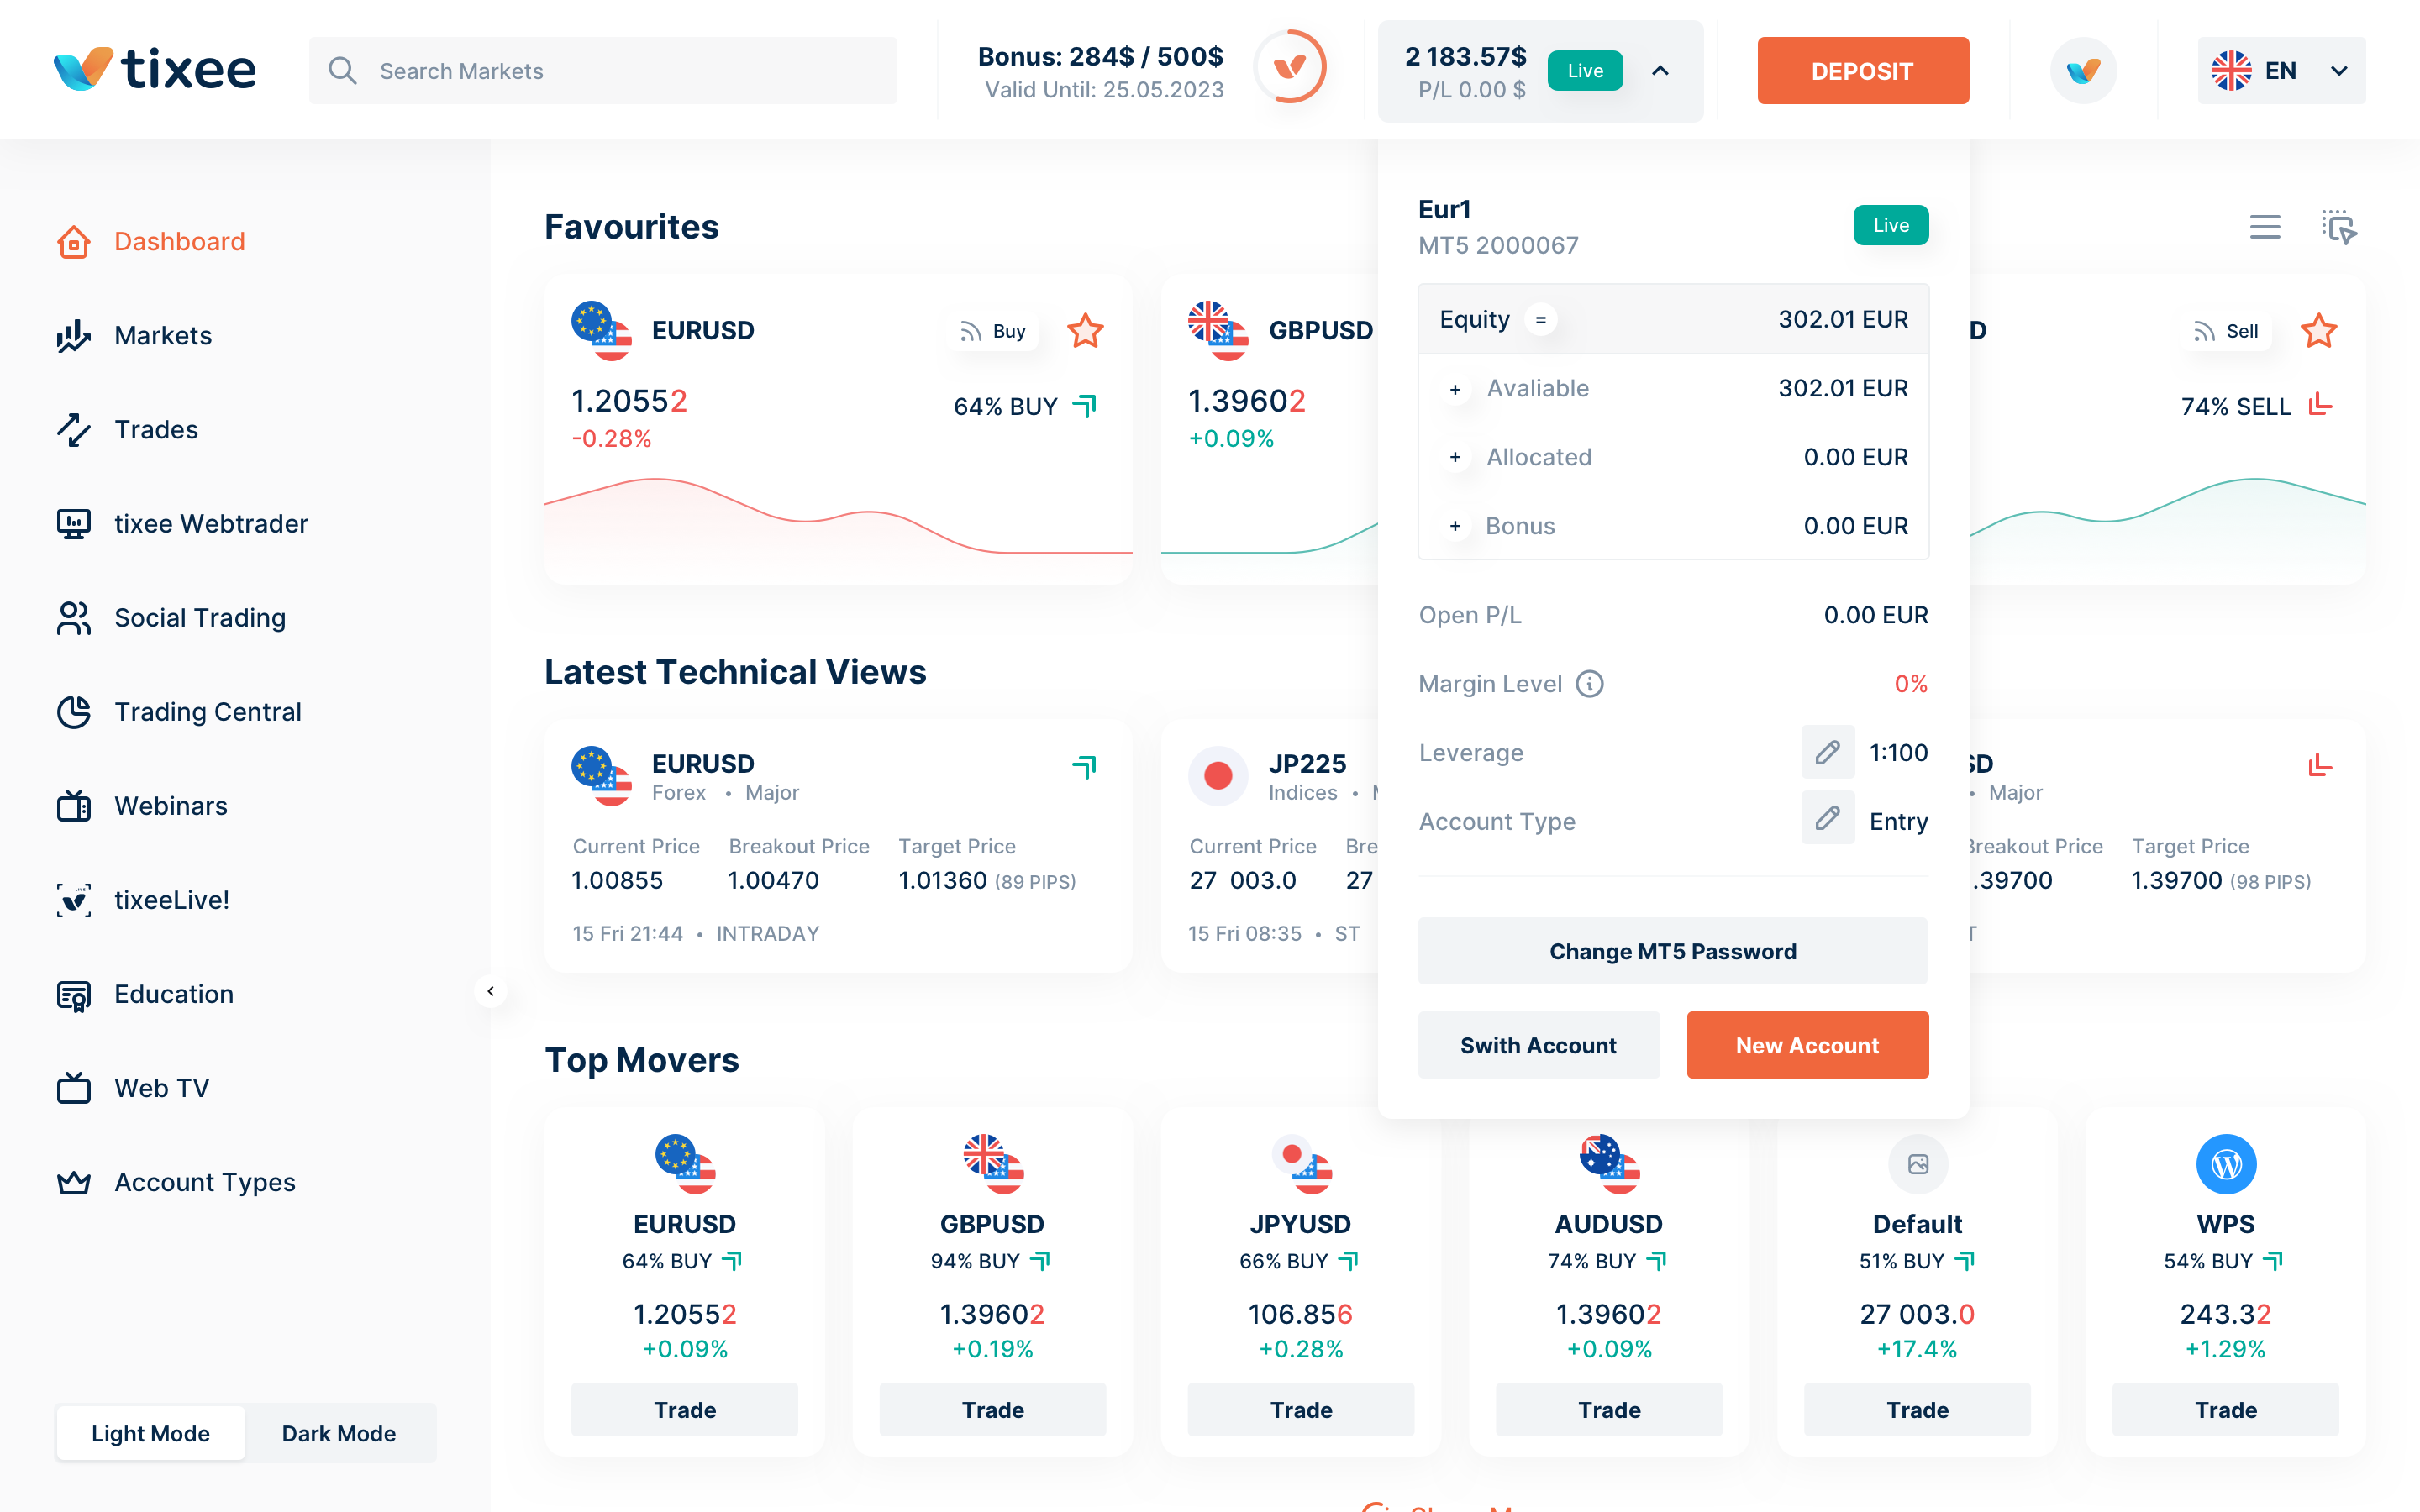 tixee
Search Markets
Bonus: 284$ / 500$
Valid Until: 25.05.2023
2 183.57$
P/L 0.00 $
Live
DEPOSIT
EN
Dashboard
Markets
Trades
tixee Webtrader
Social Trading
Trading Central
Webinars
tixeeLive!
Education
Web TV
Account Types
Light Mode
Dark Mode
Favourites
EURUSD
Buy
1.20552
-0.28%
64% BUY
GBPUSD
1.39602
+0.09%
D
Sell
74% SELL
Eur1
MT5 2000067
Live
Equity = 302.01 EUR
+ Avaliable 302.01 EUR
+ Allocated 0.00 EUR
+ Bonus 0.00 EUR
Open P/L 0.00 EUR
Margin Level 0%
Leverage 1:100
Account Type Entry
Change MT5 Password
Swith Account
New Account
Latest Technical Views
EURUSD
Forex • Major
Current Price Breakout Price Target Price
1.00855 1.00470 1.01360 (89 PIPS)
15 Fri 21:44 • INTRADAY
JP225
Indices •
Current Price Bre
27 003.0 27
15 Fri 08:35 • ST
SD
• Major
Breakout Price Target Price
1.39700 1.39700 (98 PIPS)
T
Top Movers
EURUSD
64% BUY
1.20552
+0.09%
Trade
GBPUSD
94% BUY
1.39602
+0.19%
Trade
JPYUSD
66% BUY
106.856
+0.28%
Trade
AUDUSD
74% BUY
1.39602
+0.09%
Trade
Default
51% BUY
27 003.0
+17.4%
Trade
WPS
54% BUY
243.32
+1.29%
Trade